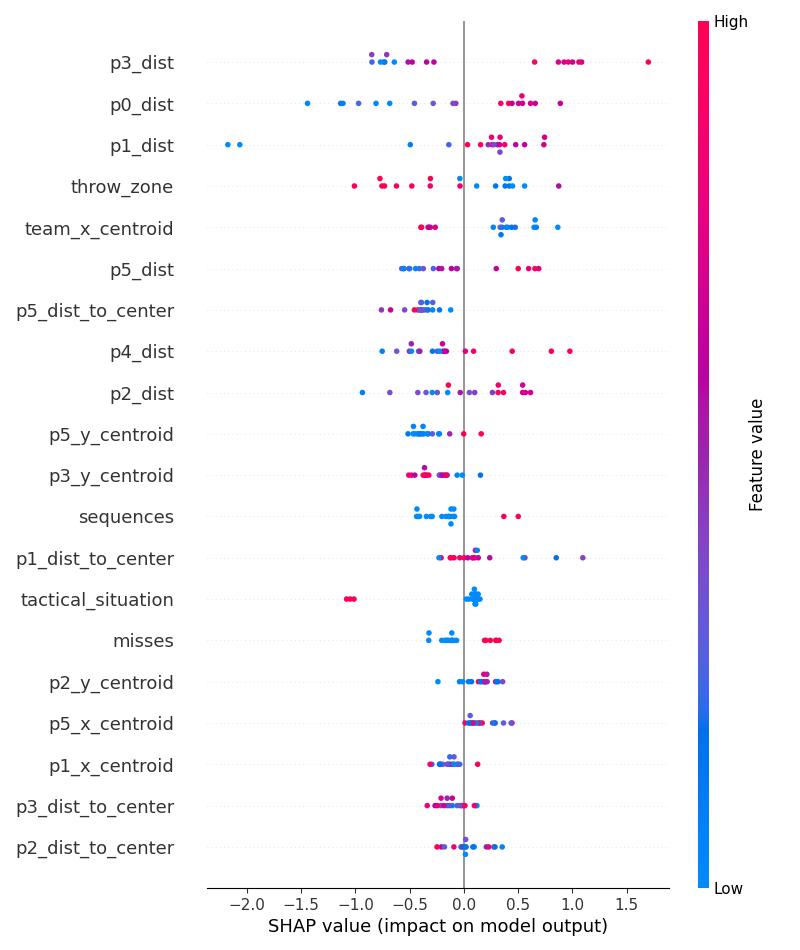 High
p3_dist
p0_dist
p1_dist
throw_zone
team_x_centroid
p5_dist
p5_dist_to_center
p4_dist
p2_dist
p5_y_centroid
p3_y_centroid
sequences
p1_dist_to_center
tactical_situation
misses
p2_y_centroid
p5_x_centroid
p1_x_centroid
p3_dist_to_center
p2_dist_to_center
Feature value
Low
−2.0 −1.5 −1.0 −0.5 0.0 0.5 1.0 1.5
SHAP value (impact on model output)